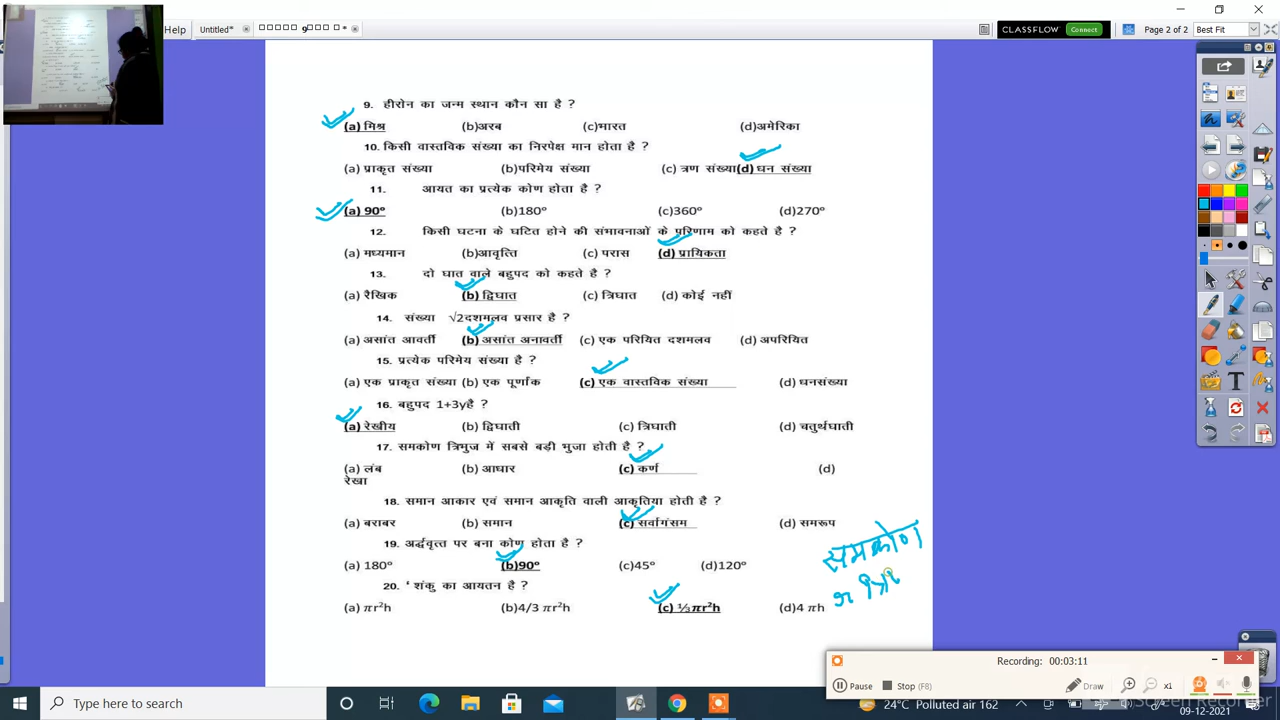 Help Untitled* 9 * CLASSFLOW Connect Page 2 of 2 Best Fit
9. हीरोन का जन्म स्थान कौन सा है ?
(a) मिश्र (b)अरब (c)भारत (d)अमेरिका
10. किसी वास्तविक संख्या का निरपेक्ष मान होता है ?
(a) प्राकृत संख्या (b)परिमेय संख्या (c) त्रण संख्या(d) धन संख्या
11. आयत का प्रत्येक कोण होता है ?
(a) 90° (b)180° (c)360° (d)270°
12. किसी घटना के घटित होने की संभावनाओं के परिणाम को कहते है ?
(a) मध्यमान (b)आवृत्ति (c) परास (d) प्रायिकता
13. दो घात वाले बहुपद को कहते है ?
(a) रैखिक (b) द्विघात (c) त्रिघात (d) कोई नहीं
14. संख्या √2दशमलव प्रसार है ?
(a) असांत आवर्ती (b) असांत अनावर्ती (c) एक परियित दशमलव (d) अपरियित
15. प्रत्येक परिमेय संख्या है ?
(a) एक प्राकृत संख्या (b) एक पूर्णांक (c) एक वास्तविक संख्या (d) धनसंख्या
16. बहुपद 1+3yहै ?
(a) रेखीय (b) द्विघाती (c) त्रिघाती (d) चतुर्थघाती
17. समकोण त्रिभुज में सबसे बड़ी भुजा होती है ?
(a) लंब (b) आधार (c) कर्ण (d)
रेखा
18. समान आकार एवं समान आकृति वाली आकृतिया होती है ?
(a) बराबर (b) समान (c) सर्वांगसम (d) समरूप
19. अर्द्धवृत्त पर बना कोण होता है ?
(a) 180° (b)90° (c)45° (d)120°
समकोण
20. ‘ शंकु का आयतन है ?
(a) πr²h (b)4/3 πr²h (c) ⅓πr²h (d)4 πh
Recording: 00:03:11
Pause Stop (F8) Draw x1
Screencast-O-Matic.com
Type here to search 24°C Polluted air 162 09-12-2021